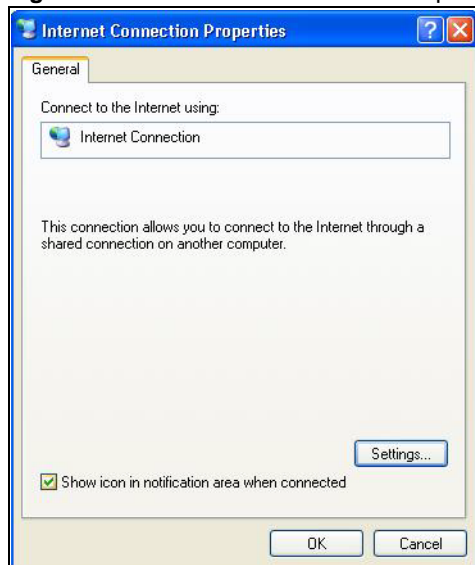 Internet Connection Properties
General
Connect to the Internet using:
Internet Connection
This connection allows you to connect to the Internet through a
shared connection on another computer.
Settings...
Show icon in notification area when connected
OK
Cancel